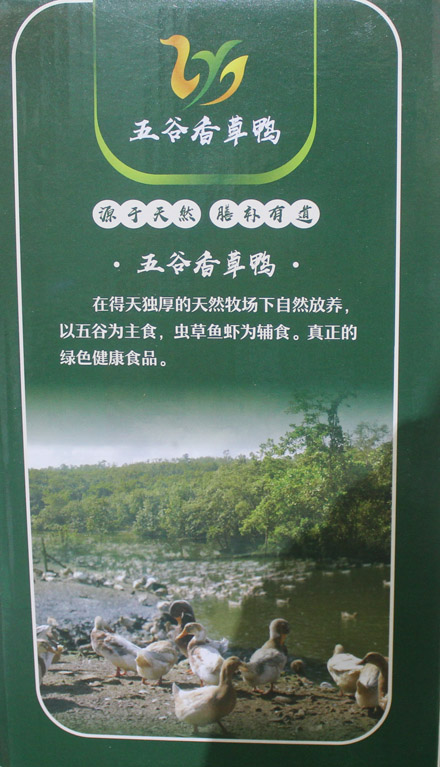 五谷香草鸭
源于天然 膳补有道
· 五谷香草鸭 ·
在得天独厚的天然牧场下自然放养，
以五谷为主食，虫草鱼虾为辅食。真正的
绿色健康食品。